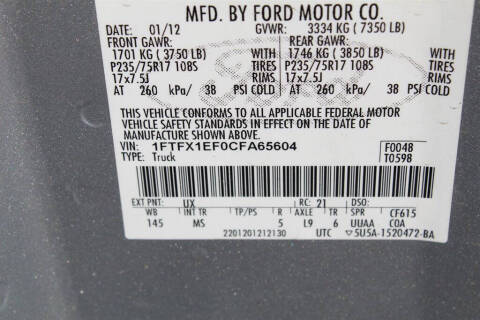 MFD. BY FORD MOTOR CO.
DATE: 01/12 GVWR: 3334 KG ( 7350 LB)
FRONT GAWR: REAR GAWR:
1701 KG ( 3750 LB) WITH 1746 KG ( 3850 LB) WITH
P235/75R17 108S TIRES P235/75R17 108S TIRES
17x7.5J RIMS 17x7.5J RIMS
AT 260 kPa/ 38 PSI COLD AT 260 kPa/ 38 PSI COLD
THIS VEHICLE CONFORMS TO ALL APPLICABLE FEDERAL MOTOR
VEHICLE SAFETY STANDARDS IN EFFECT ON THE DATE OF
MANUFACTURE SHOWN ABOVE.
VIN: 1FTFX1EF0CFA65604 F0048
TYPE: Truck T0598
EXT PNT: UX RC: 21 DSO:
WB INT TR TP/PS R AXLE TR SPR CF615
145 MS 5 L9 6 UUAA COA
2201201212130 UTC 5U5A-1520472-BA